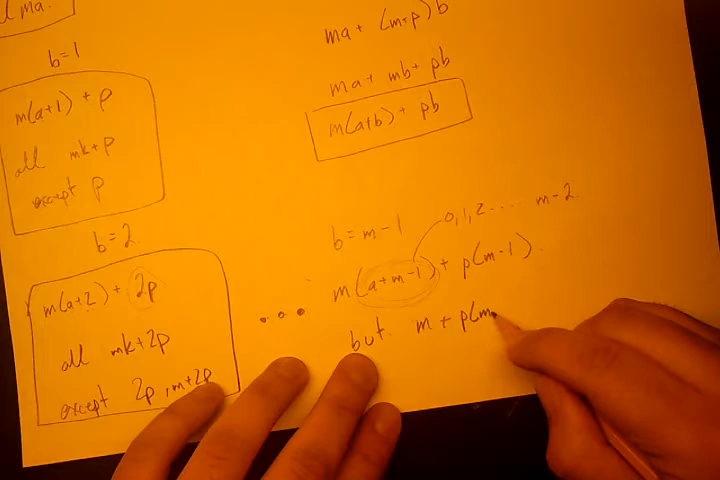 all ma.
b=1
m(a+1) + p
all mk+p
except p
b=2
m(a+2) + 2p
all mk+2p
except 2p, m+2p
ma + (m+p)b
ma + mb + pb
m(a+b) + pb
0, 1, 2 .... m-2
b=m-1
m(a+m-1) + p(m-1).
... but m + p(m